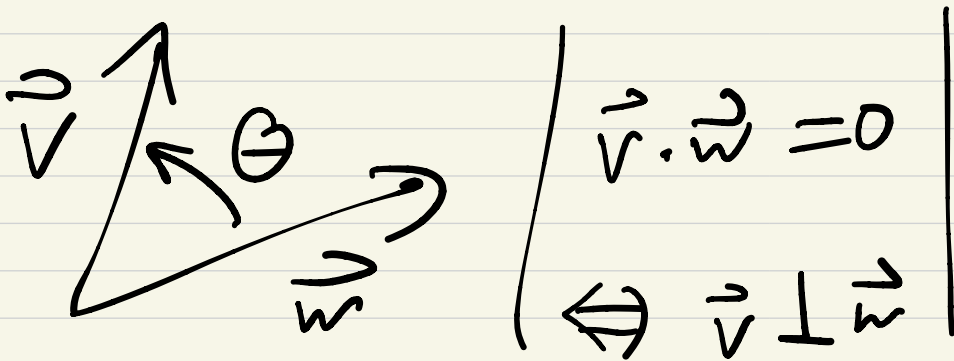 v⃗
θ
w⃗
v⃗ · w⃗ = 0
⇔ v⃗ ⊥ w⃗